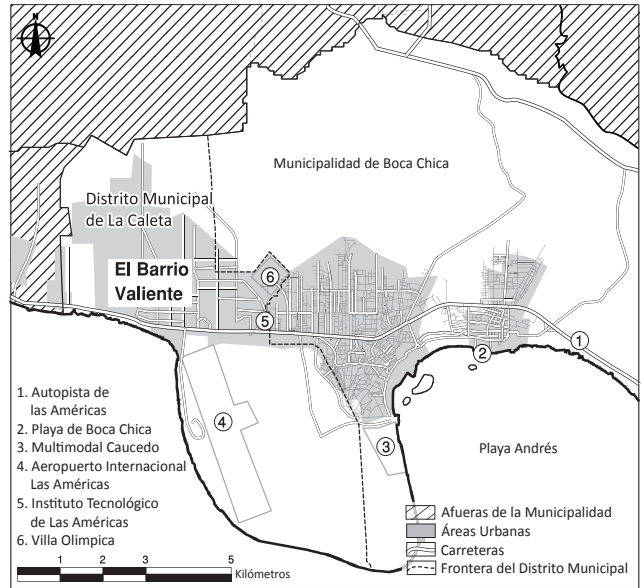 N
Municipalidad de Boca Chica
Distrito Municipal
de La Caleta
El Barrio
Valiente
6
5
1
2
4
3
1. Autopista de
las Américas
2. Playa de Boca Chica
3. Multimodal Caucedo
4. Aeropuerto Internacional
Las Américas
5. Instituto Tecnológico
de Las Américas
6. Villa Olimpica
Playa Andrés
Afueras de la Municipalidad
Áreas Urbanas
Carreteras
Frontera del Distrito Municipal
1 2 3 5
Kilómetros